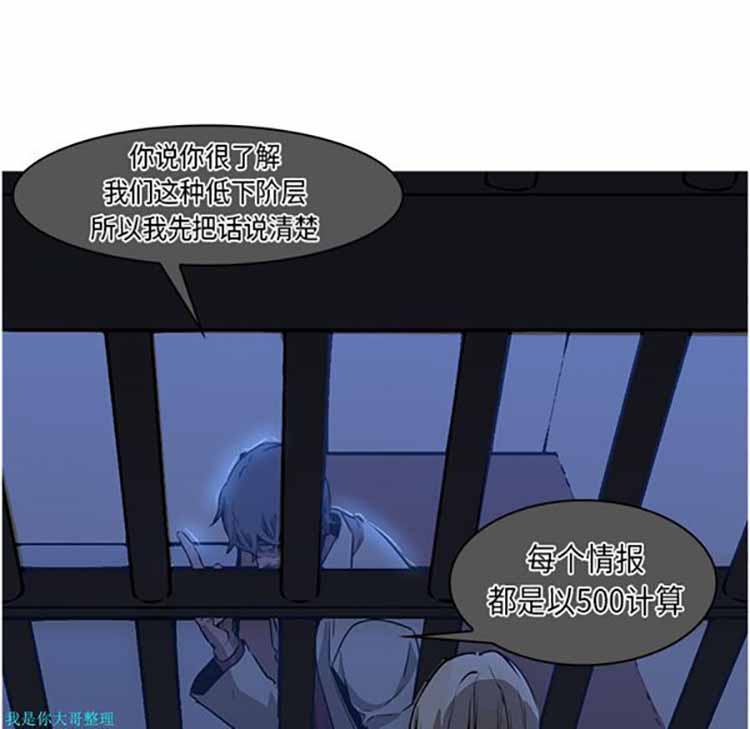 你说你很了解
我们这种低下阶层
所以我先把话说清楚
每个情报
都是以500计算
我是你大哥整理